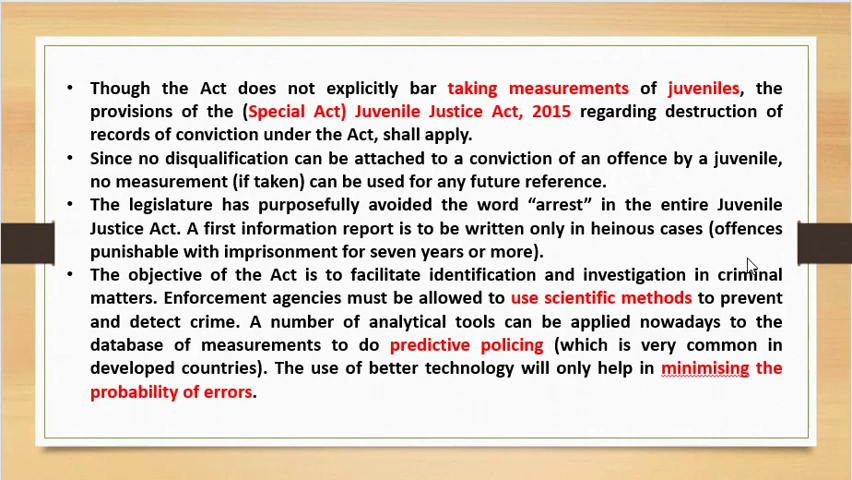 • Though the Act does not explicitly bar taking measurements of juveniles, the
provisions of the (Special Act) Juvenile Justice Act, 2015 regarding destruction of
records of conviction under the Act, shall apply.
• Since no disqualification can be attached to a conviction of an offence by a juvenile,
no measurement (if taken) can be used for any future reference.
• The legislature has purposefully avoided the word “arrest” in the entire Juvenile
Justice Act. A first information report is to be written only in heinous cases (offences
punishable with imprisonment for seven years or more).
• The objective of the Act is to facilitate identification and investigation in criminal
matters. Enforcement agencies must be allowed to use scientific methods to prevent
and detect crime. A number of analytical tools can be applied nowadays to the
database of measurements to do predictive policing (which is very common in
developed countries). The use of better technology will only help in minimising the
probability of errors.